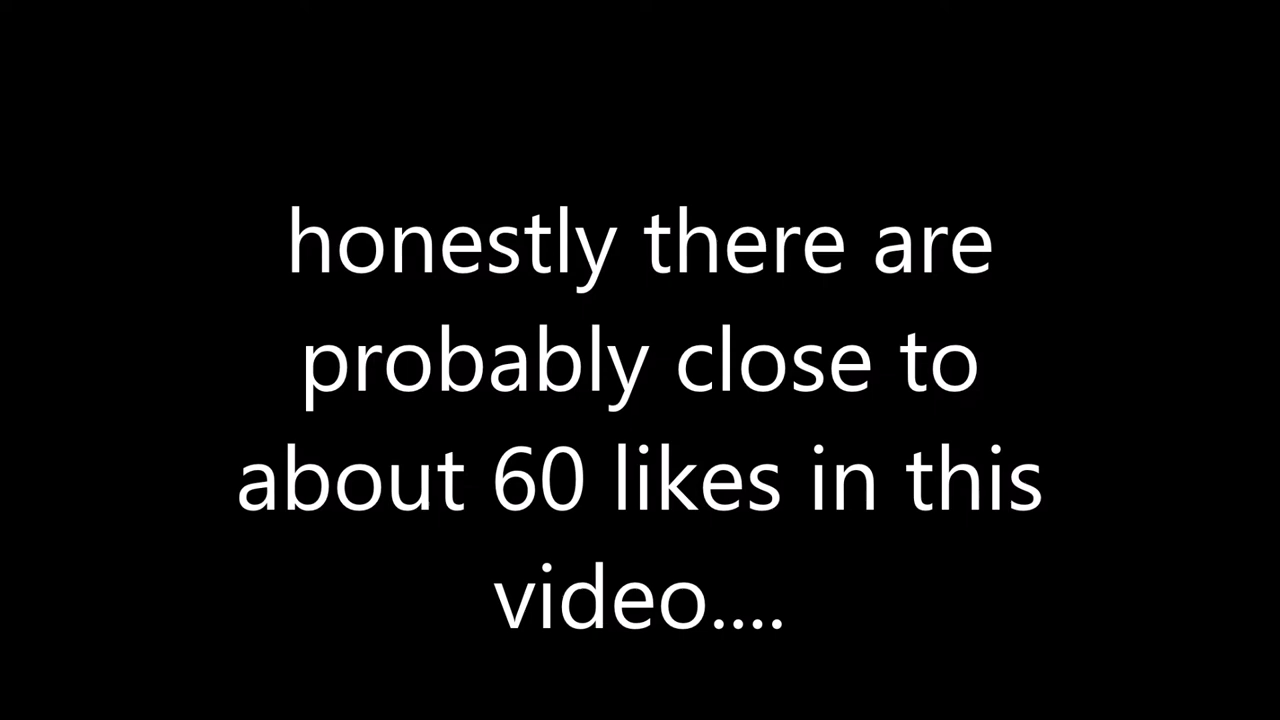 honestly there are
probably close to
about 60 likes in this
video....